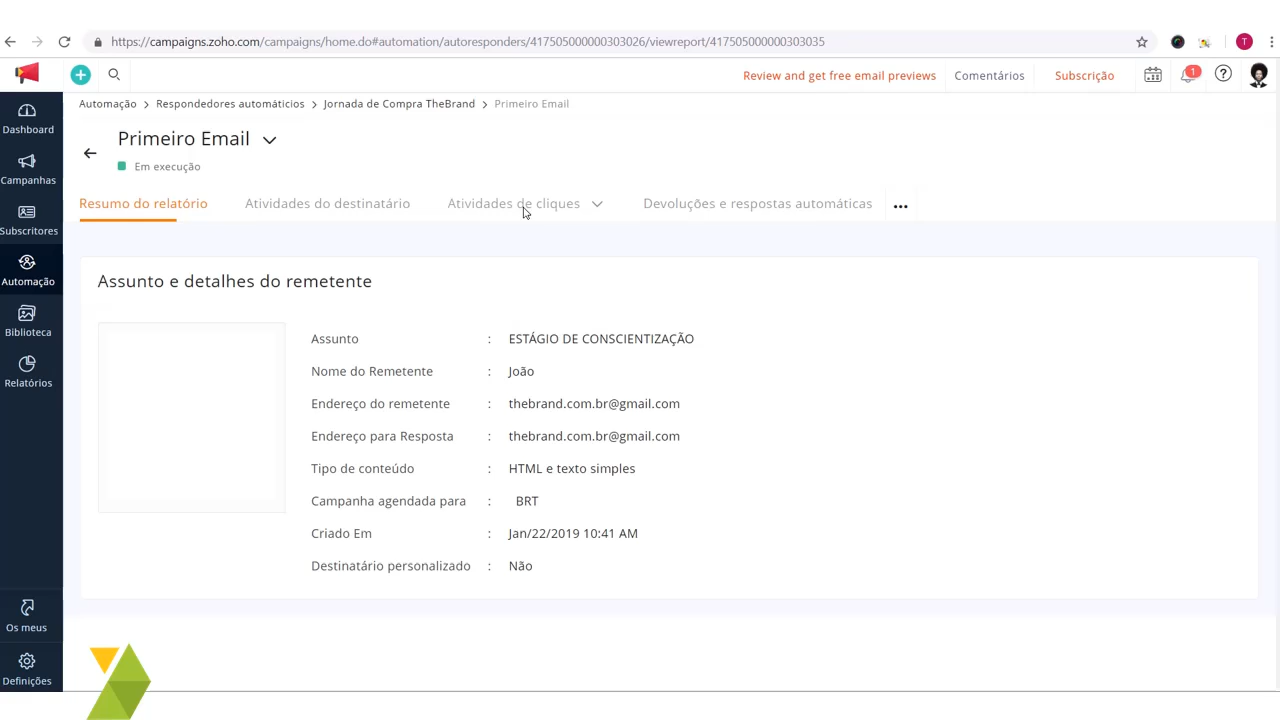 https://campaigns.zoho.com/campaigns/home.do#automation/autoresponders/417505000000303026/viewreport/417505000000303035
T
Review and get free email previews Comentários Subscrição 1
Automação > Respondedores automáticios > Jornada de Compra TheBrand > Primeiro Email
Primeiro Email
Em execução
Resumo do relatório Atividades do destinatário Atividades de cliques Devoluções e respostas automáticas ...
Dashboard
Campanhas
Subscritores
Automação
Biblioteca
Relatórios
Os meus
Definições
Assunto e detalhes do remetente
Assunto : ESTÁGIO DE CONSCIENTIZAÇÃO
Nome do Remetente : João
Endereço do remetente : thebrand.com.br@gmail.com
Endereço para Resposta : thebrand.com.br@gmail.com
Tipo de conteúdo : HTML e texto simples
Campanha agendada para : BRT
Criado Em : Jan/22/2019 10:41 AM
Destinatário personalizado : Não